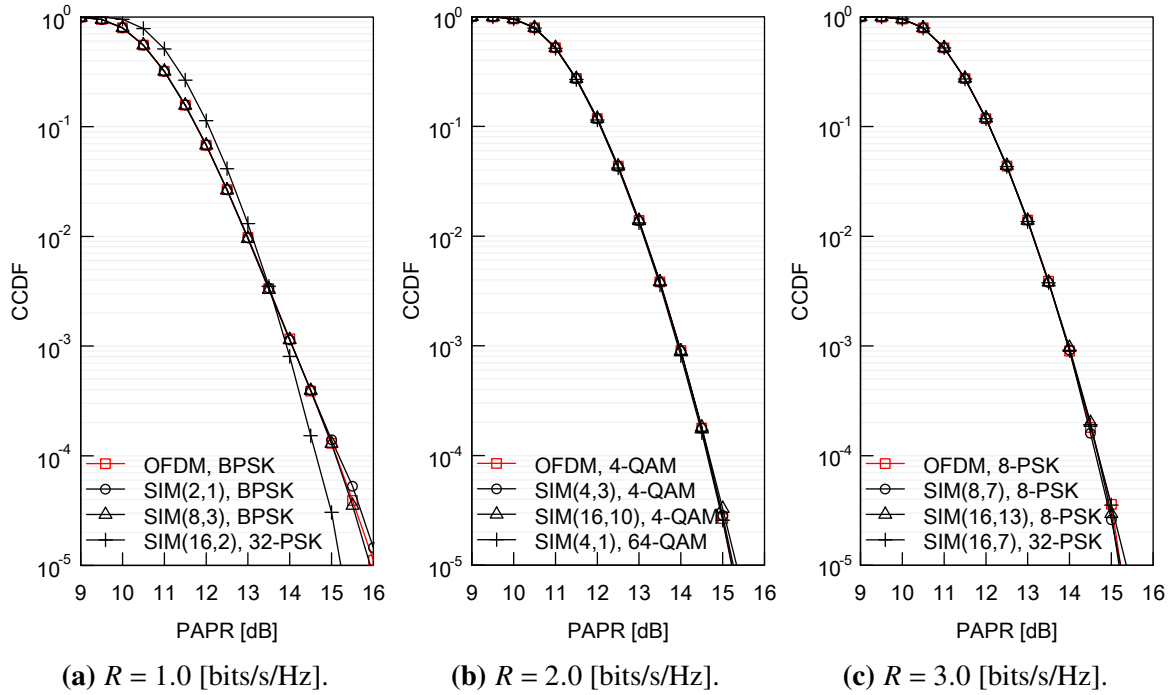 10^0
10^-1
10^-2
10^-3
10^-4
10^-5
CCDF
OFDM, BPSK
SIM(2,1), BPSK
SIM(8,3), BPSK
SIM(16,2), 32-PSK
9 10 11 12 13 14 15 16
PAPR [dB]
(a) R = 1.0 [bits/s/Hz].
10^0
10^-1
10^-2
10^-3
10^-4
10^-5
CCDF
OFDM, 4-QAM
SIM(4,3), 4-QAM
SIM(16,10), 4-QAM
SIM(4,1), 64-QAM
9 10 11 12 13 14 15 16
PAPR [dB]
(b) R = 2.0 [bits/s/Hz].
10^0
10^-1
10^-2
10^-3
10^-4
10^-5
CCDF
OFDM, 8-PSK
SIM(8,7), 8-PSK
SIM(16,13), 8-PSK
SIM(16,7), 32-PSK
9 10 11 12 13 14 15 16
PAPR [dB]
(c) R = 3.0 [bits/s/Hz].